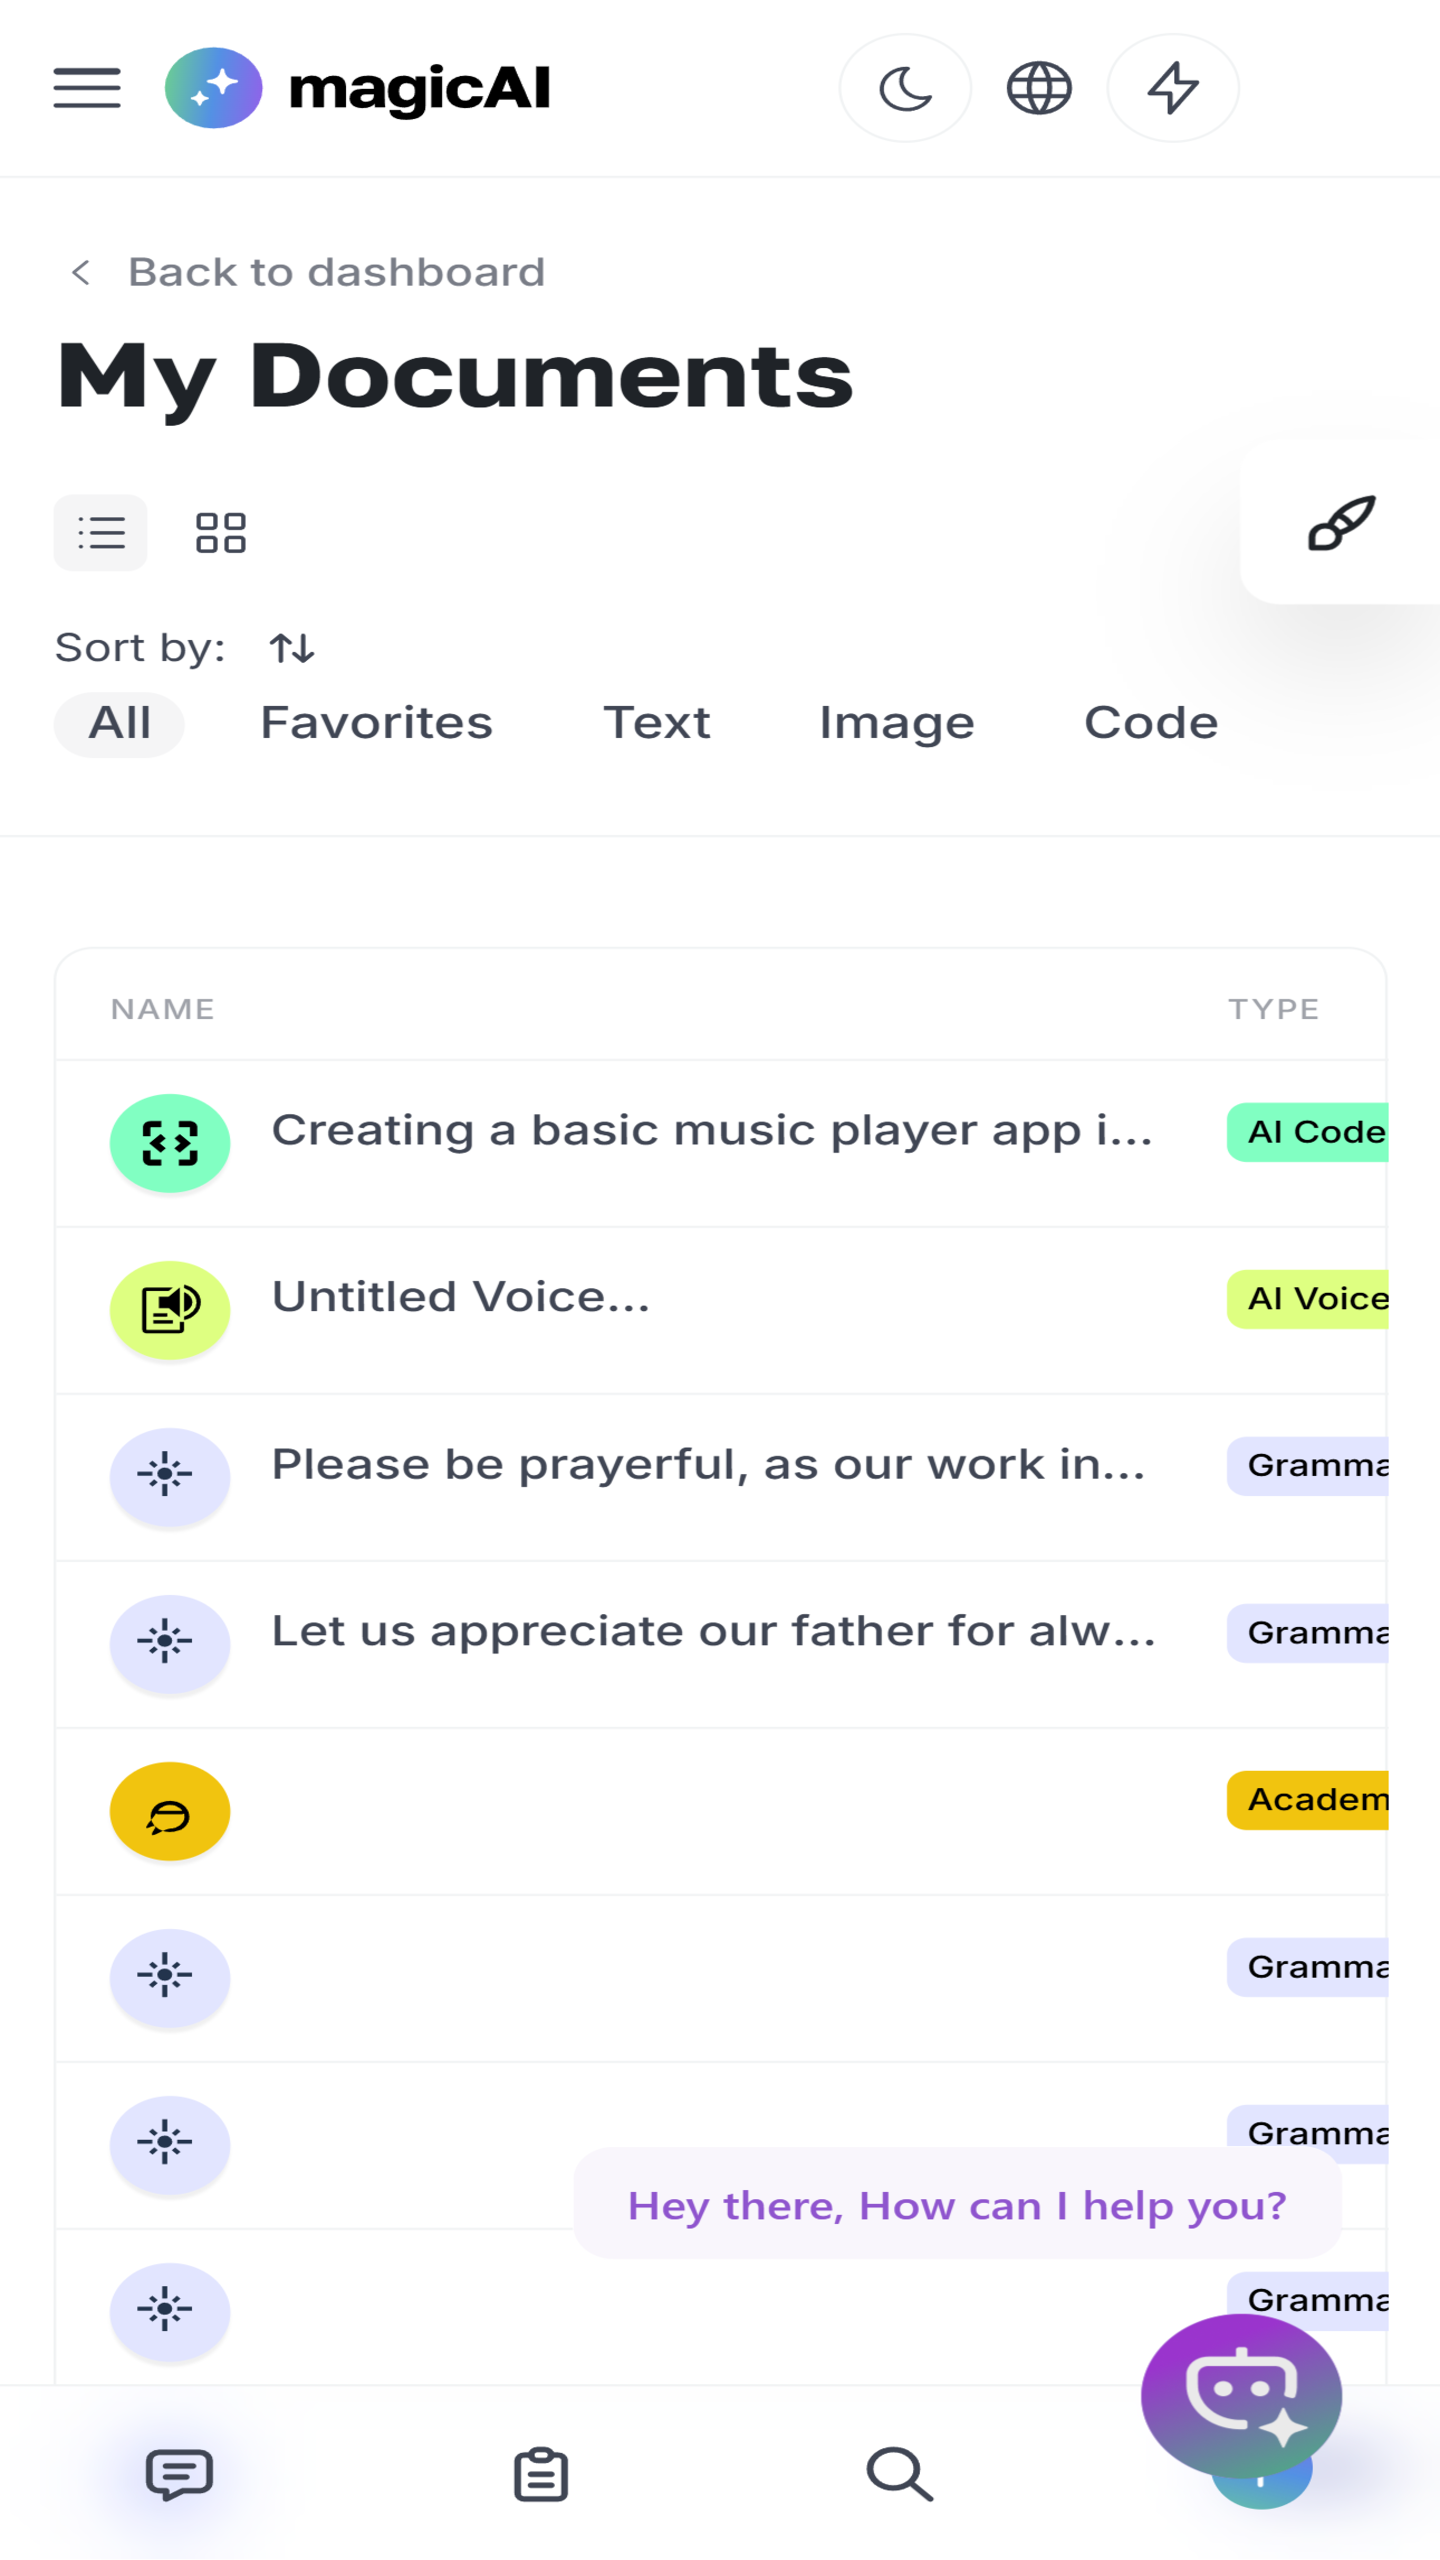 magicAI
Back to dashboard
My Documents
Sort by:
All Favorites Text Image Code
NAME TYPE
Creating a basic music player app i... AI Code
Untitled Voice... AI Voice
Please be prayerful, as our work in... Gramma
Let us appreciate our father for alw... Gramma
Academ
Gramma
Gramma
Hey there, How can I help you?
Gramma